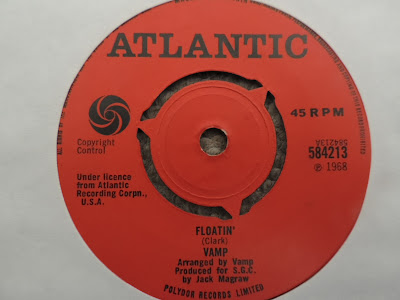 ATLANTIC
45 RPM
Copyright
Control
584213A
584213
℗ 1968
Under licence
from Atlantic
Recording Corpn.,
U.S.A.
FLOATIN'
(Clark)
VAMP
Arranged by Vamp
Produced for S.G.C.
by Jack Magraw
POLYDOR RECORDS LIMITED